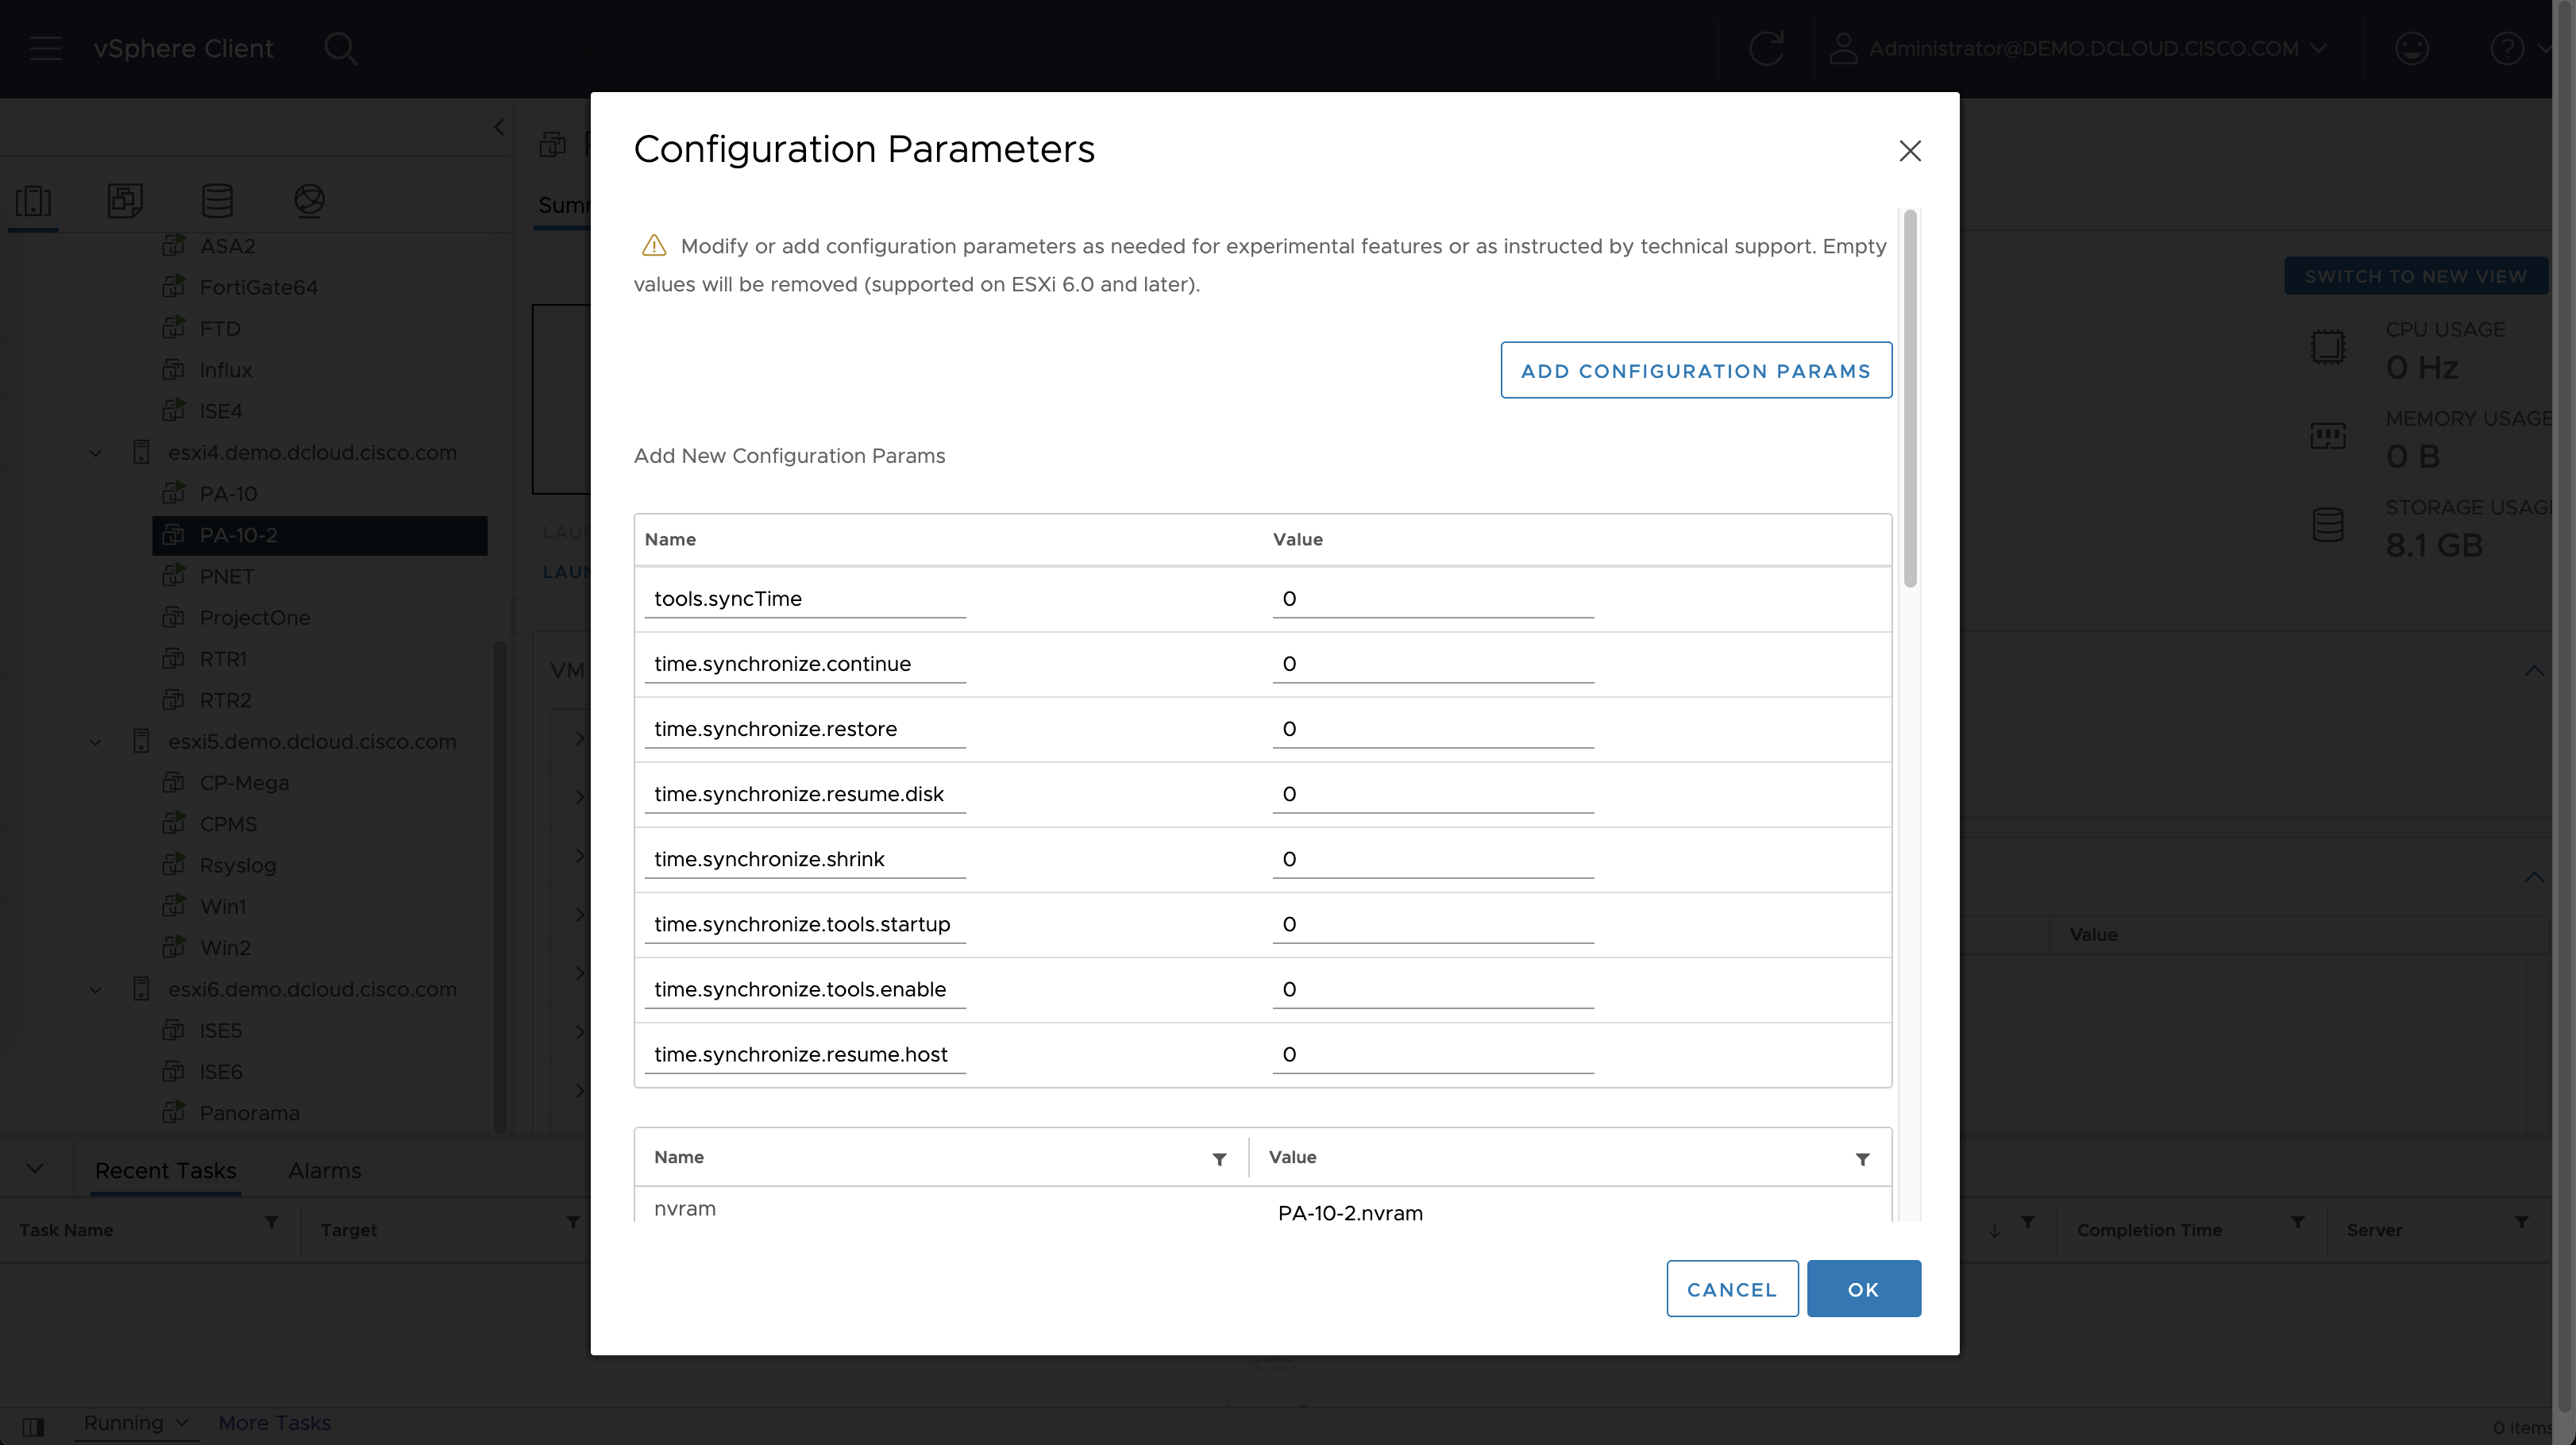 vSphere Client
Administrator@DEMO.DCLOUD.CISCO.COM
Configuration Parameters
Modify or add configuration parameters as needed for experimental features or as instructed by technical support. Empty
values will be removed (supported on ESXi 6.0 and later).
ADD CONFIGURATION PARAMS
Add New Configuration Params
Name Value
tools.syncTime 0
time.synchronize.continue 0
time.synchronize.restore 0
time.synchronize.resume.disk 0
time.synchronize.shrink 0
time.synchronize.tools.startup 0
time.synchronize.tools.enable 0
time.synchronize.resume.host 0
Name Value
nvram PA-10-2.nvram
CANCEL OK
ASA2
FortiGate64
FTD
Influx
ISE4
esxi4.demo.dcloud.cisco.com
PA-10
PA-10-2
PNET
ProjectOne
RTR1
RTR2
esxi5.demo.dcloud.cisco.com
CP-Mega
CPMS
Rsyslog
Win1
Win2
esxi6.demo.dcloud.cisco.com
ISE5
ISE6
Panorama
VM
SWITCH TO NEW VIEW
CPU USAGE
0 Hz
MEMORY USAGE
0 B
STORAGE USAGE
8.1 GB
Value
Recent Tasks Alarms
Task Name Target Completion Time Server
Running More Tasks
0 items